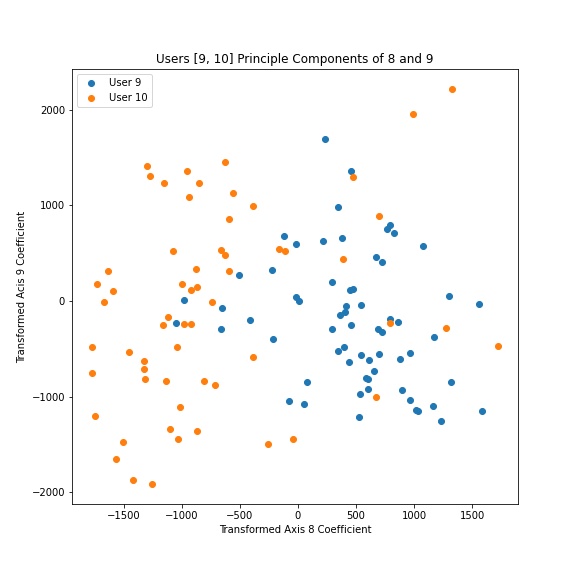 Users [9, 10] Principle Components of 8 and 9
User 9
User 10
2000
1000
0
−1000
−2000
Transformed Acis 9 Coefficient
−1500 −1000 −500 0 500 1000 1500
Transformed Axis 8 Coefficient